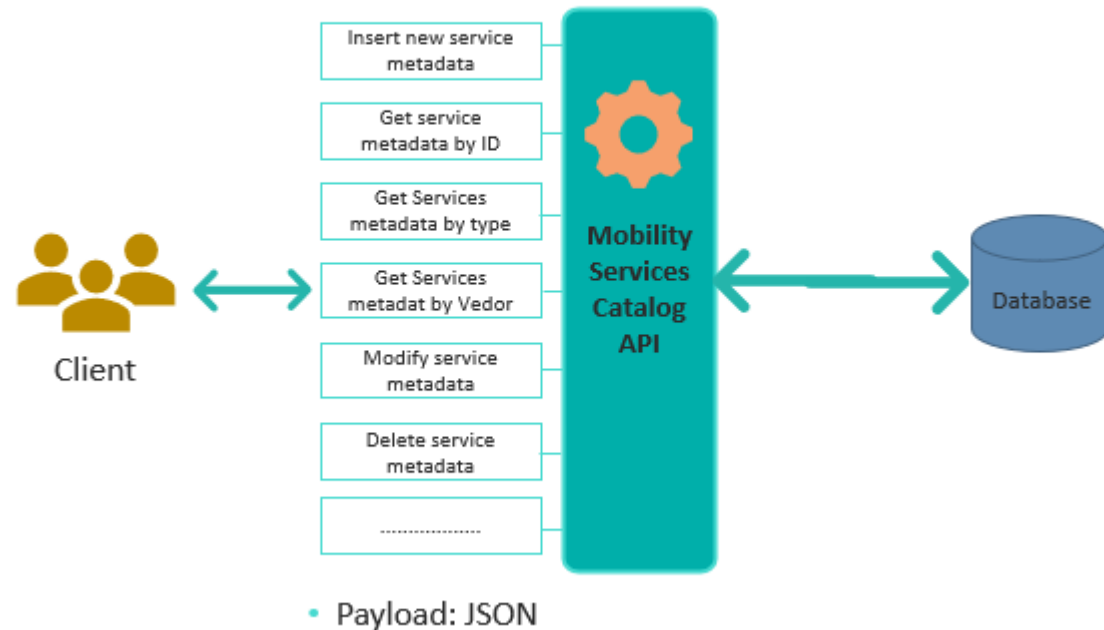 Insert new service
metadata
Get service
metadata by ID
Get Services
metadata by type
Get Services
metadat by Vedor
Modify service
metadata
Delete service
metadata
...................
Mobility
Services
Catalog
API
Client
Database
• Payload: JSON